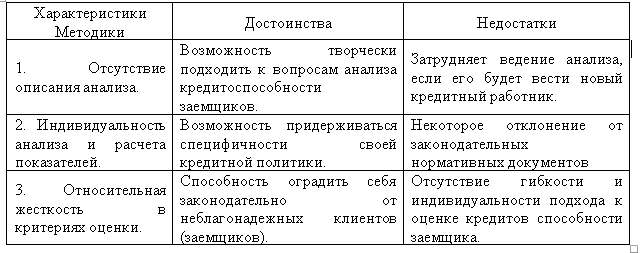 Характеристики
Методики
Достоинства
Недостатки
1. Отсутствие
описания анализа.
Возможность творчески
подходить к вопросам анализа
кредитоспособности
заемщиков.
Затрудняет ведение анализа,
если его будет вести новый
кредитный работник.
2. Индивидуальность
анализа и расчета
показателей.
Возможность придерживаться
специфичности своей
кредитной политики.
Некоторое отклонение от
законодательных
нормативных документов
3. Относительная
жесткость в
критериях оценки.
Способность оградить себя
законодательно от
неблагонадежных клиентов
(заемщиков).
Отсутствие гибкости и
индивидуальности подхода к
оценке кредитов способности
заемщика.